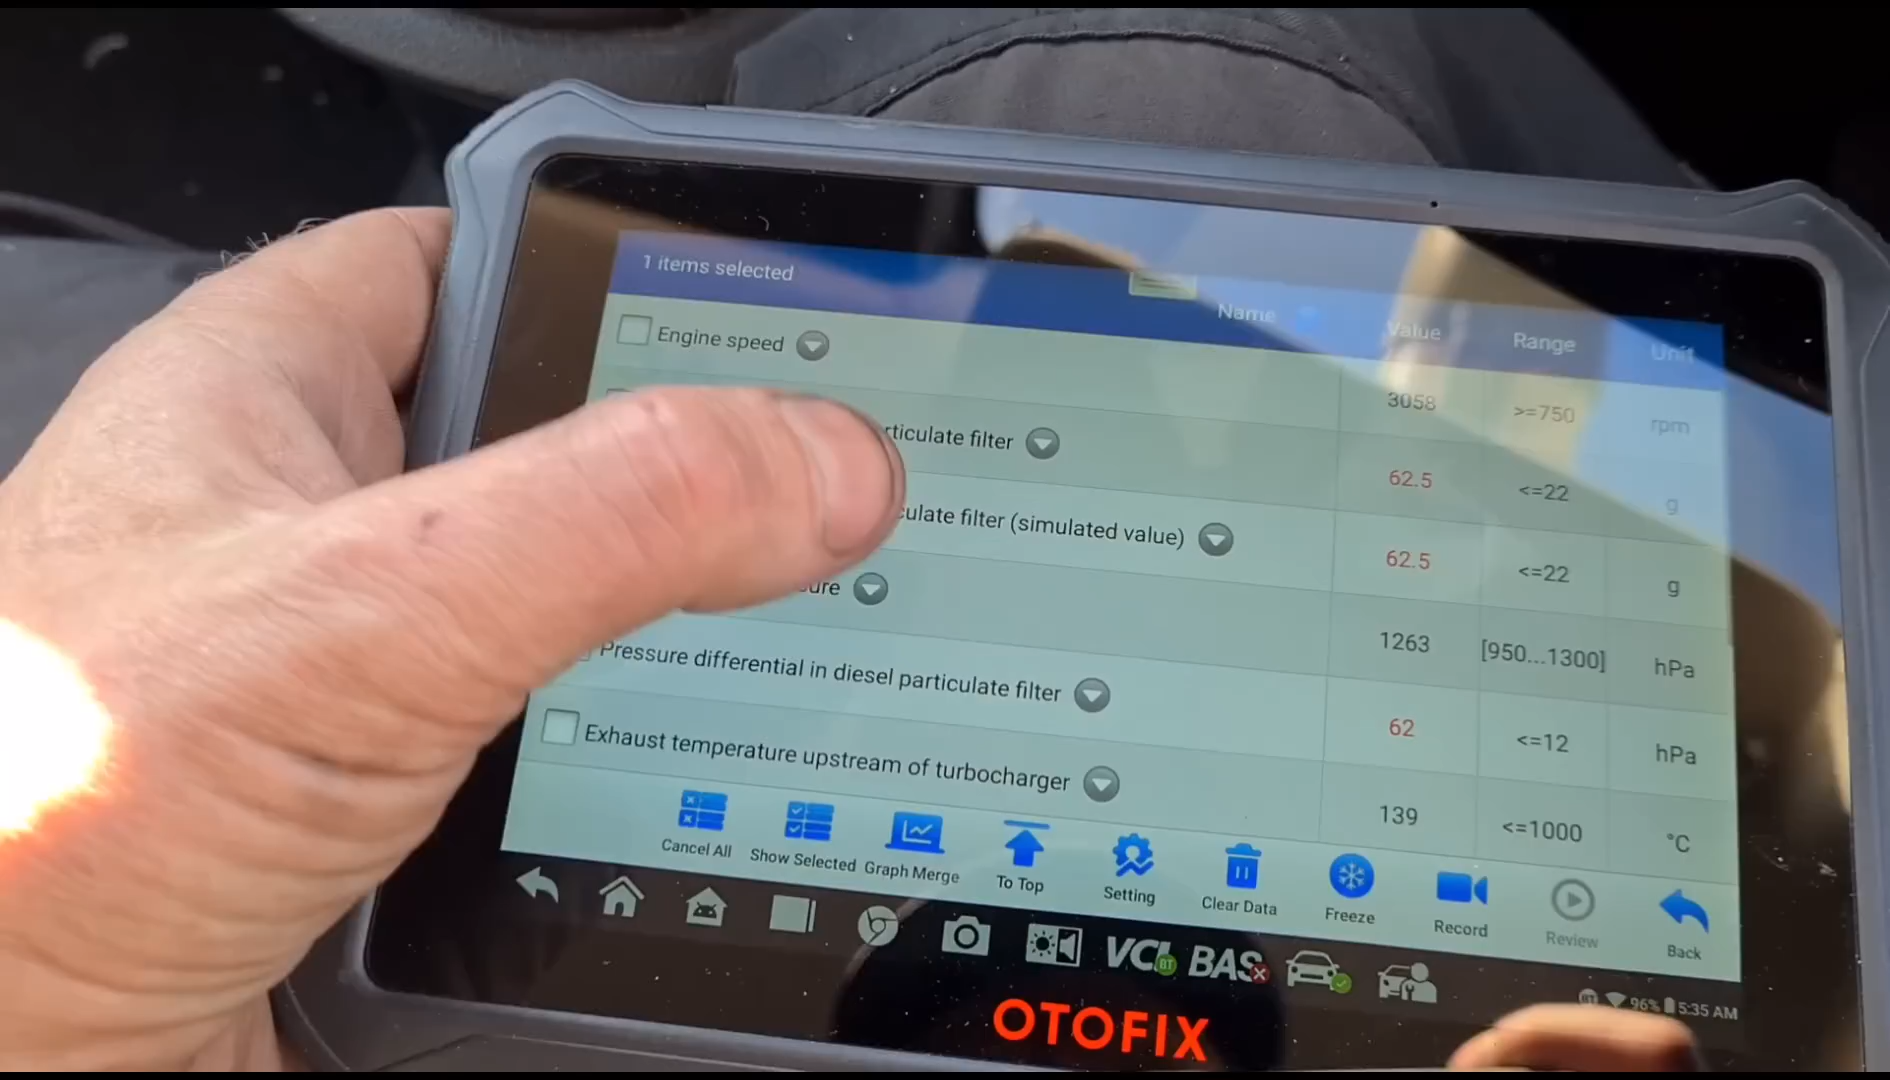 1 items selected
Name Value Range Unit
Engine speed 3058 >=750 rpm
rticulate filter 62.5 <=22 g
culate filter (simulated value) 62.5 <=22 g
sure 1263 [950...1300] hPa
Pressure differential in diesel particulate filter 62 <=12 hPa
Exhaust temperature upstream of turbocharger 139 <=1000 °C
Cancel All Show Selected Graph Merge To Top Setting Clear Data Freeze Record Review Back
VCI BT BAS
BT 96% 5:35 AM
OTOFIX